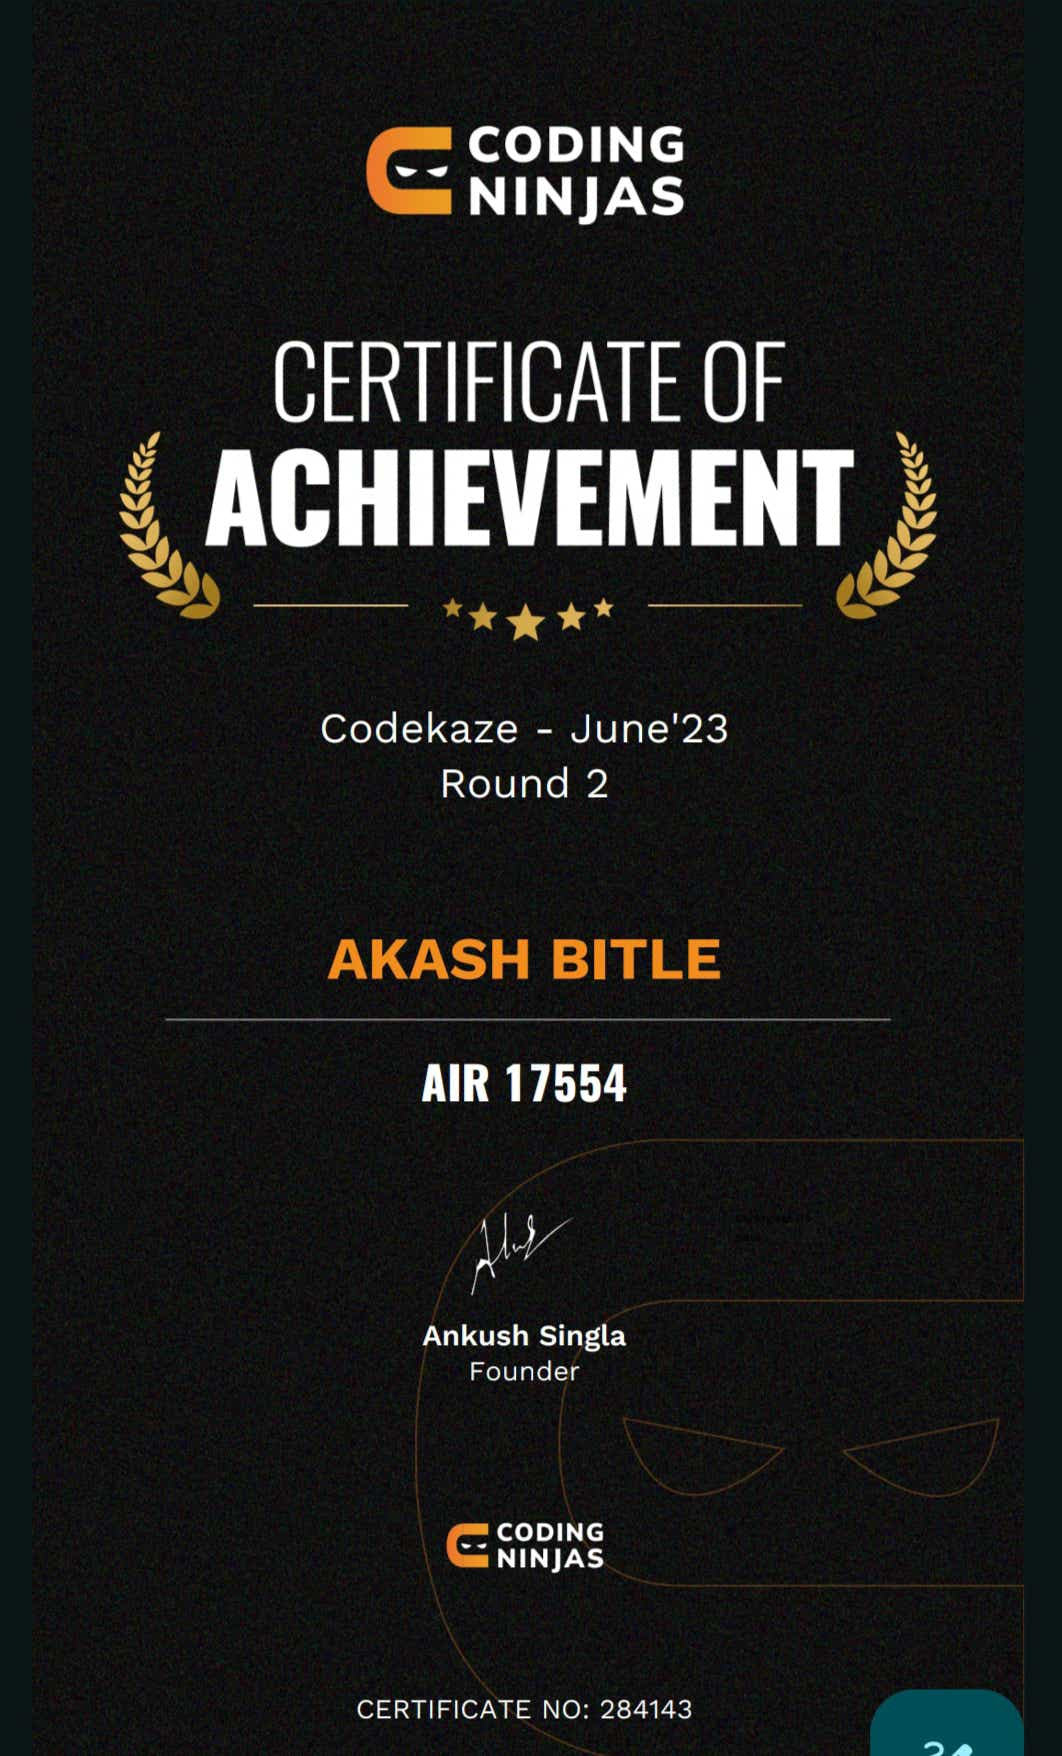 CODING
NINJAS
CERTIFICATE OF
ACHIEVEMENT
Codekaze - June'23
Round 2
AKASH BITLE
AIR 17554
Ankush Singla
Founder
CODING
NINJAS
CERTIFICATE NO: 284143